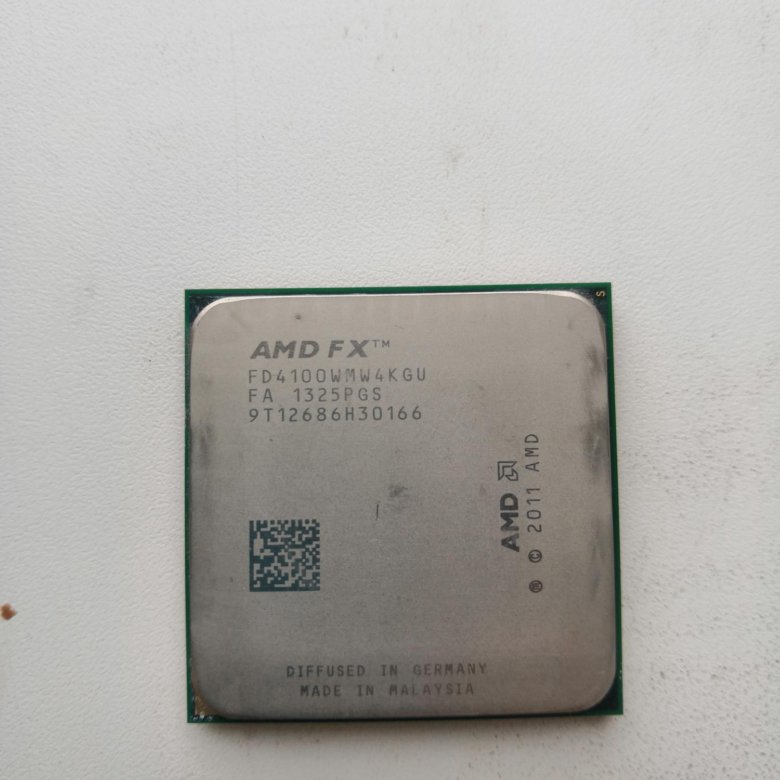 AMD FX™
FD4100WMW4KGU
FA 1325PGS
9T12686H30166
AMD
® © 2011 AMD
DIFFUSED IN GERMANY
MADE IN MALAYSIA
S